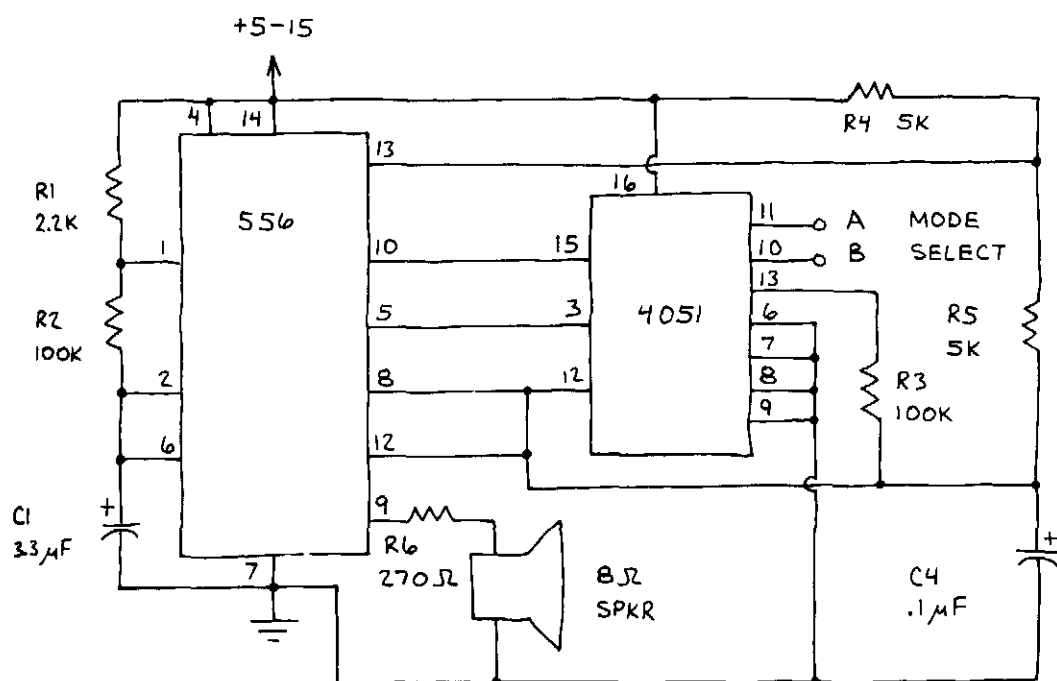 +5-15
4
14
R4 5K
13
16
R1
2.2K
556
11
A MODE
1
10
15
10
B SELECT
13
R2
100K
5
3
4051
6
R5
5K
7
2
8
12
8
R3
100K
9
6
12
C1
+
3.3µF
9
R6
270Ω
+
7
8Ω
SPKR
C4
.1µF